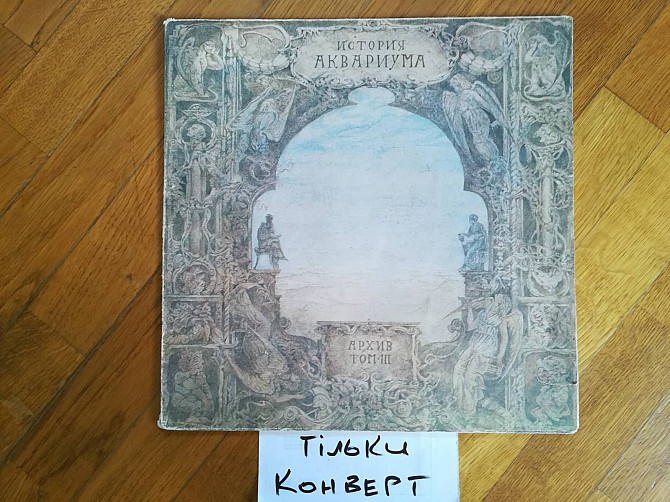 ИСТОРИЯ
АКВАРИУМА
АРХИВ
ТОМ III
Тільки
Конверт